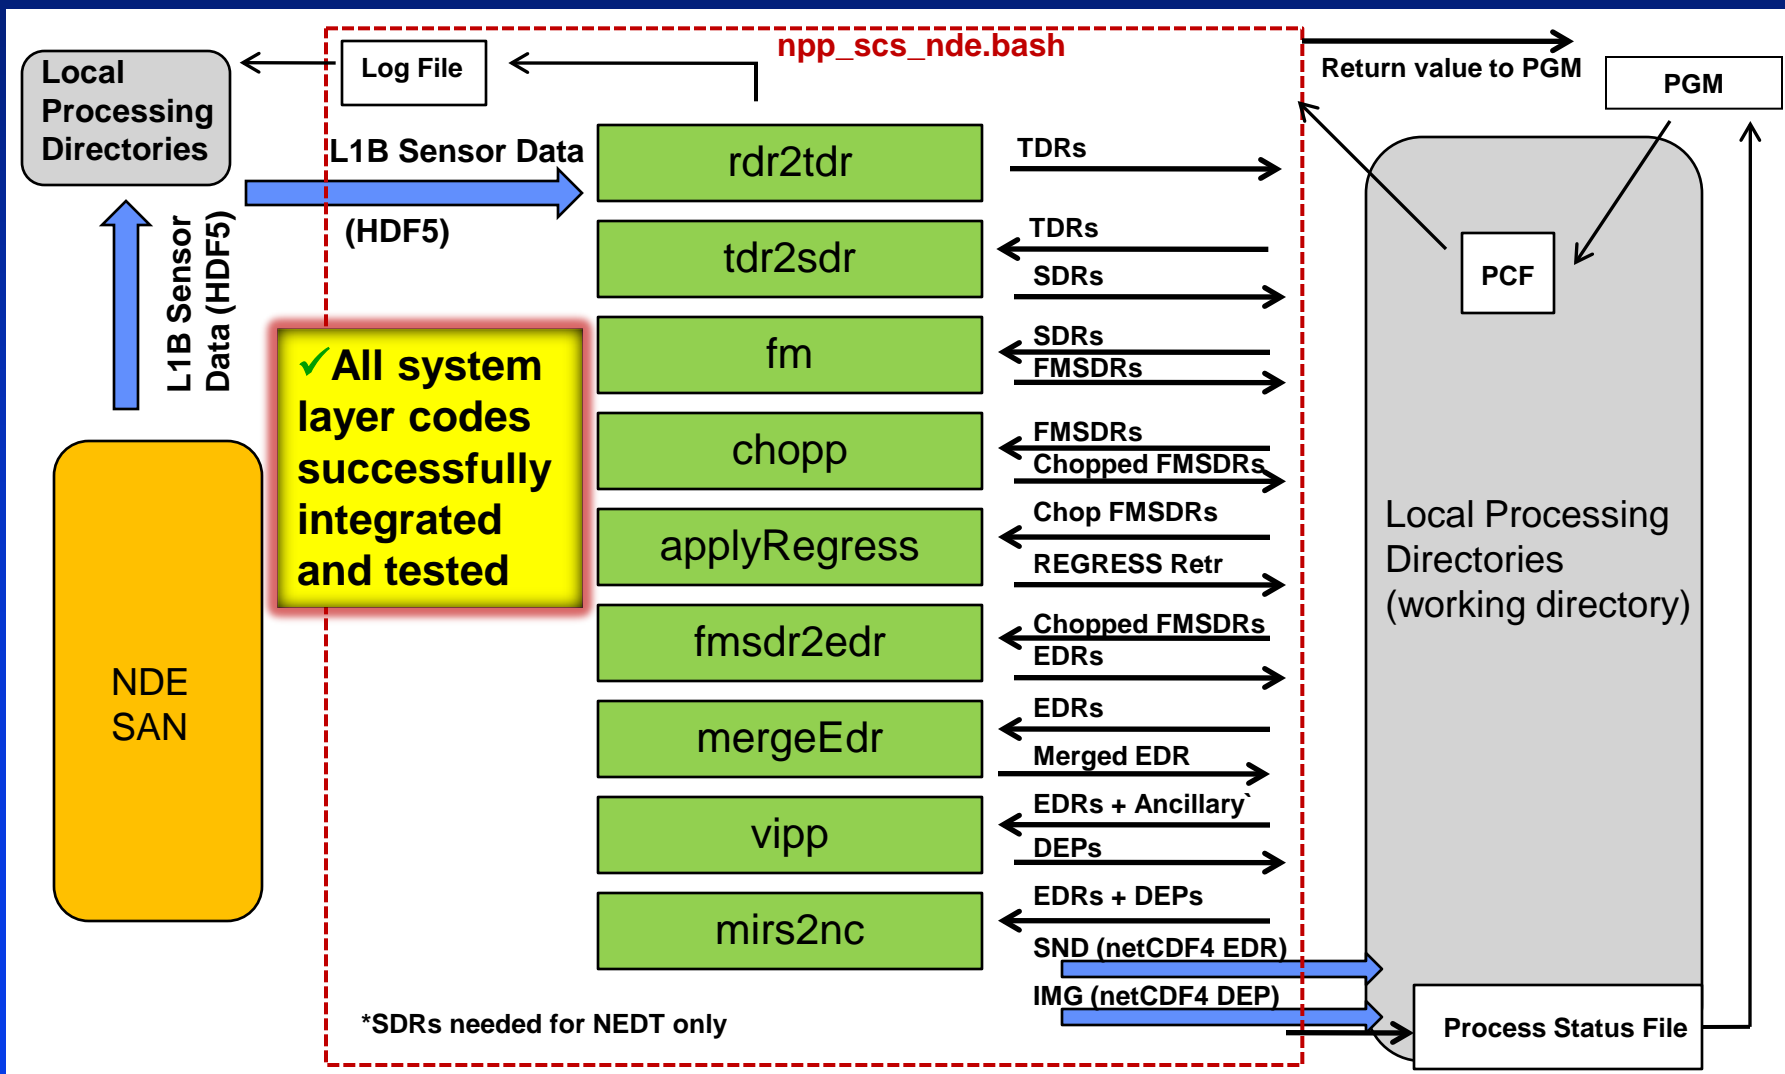 npp_scs_nde.bash
Local
Processing
Directories
Log File
Return value to PGM
PGM
L1B Sensor Data
(HDF5)
L1B Sensor
Data (HDF5)
NDE
SAN
✓All system
layer codes
successfully
integrated
and tested
rdr2tdr
TDRs
tdr2sdr
TDRs
SDRs
fm
SDRs
FMSDRs
chopp
FMSDRs
Chopped FMSDRs
applyRegress
Chop FMSDRs
REGRESS Retr
fmsdr2edr
Chopped FMSDRs
EDRs
mergeEdr
EDRs
Merged EDR
vipp
EDRs + Ancillary`
DEPs
mirs2nc
EDRs + DEPs
SND (netCDF4 EDR)
IMG (netCDF4 DEP)
*SDRs needed for NEDT only
PCF
Local Processing
Directories
(working directory)
Process Status File